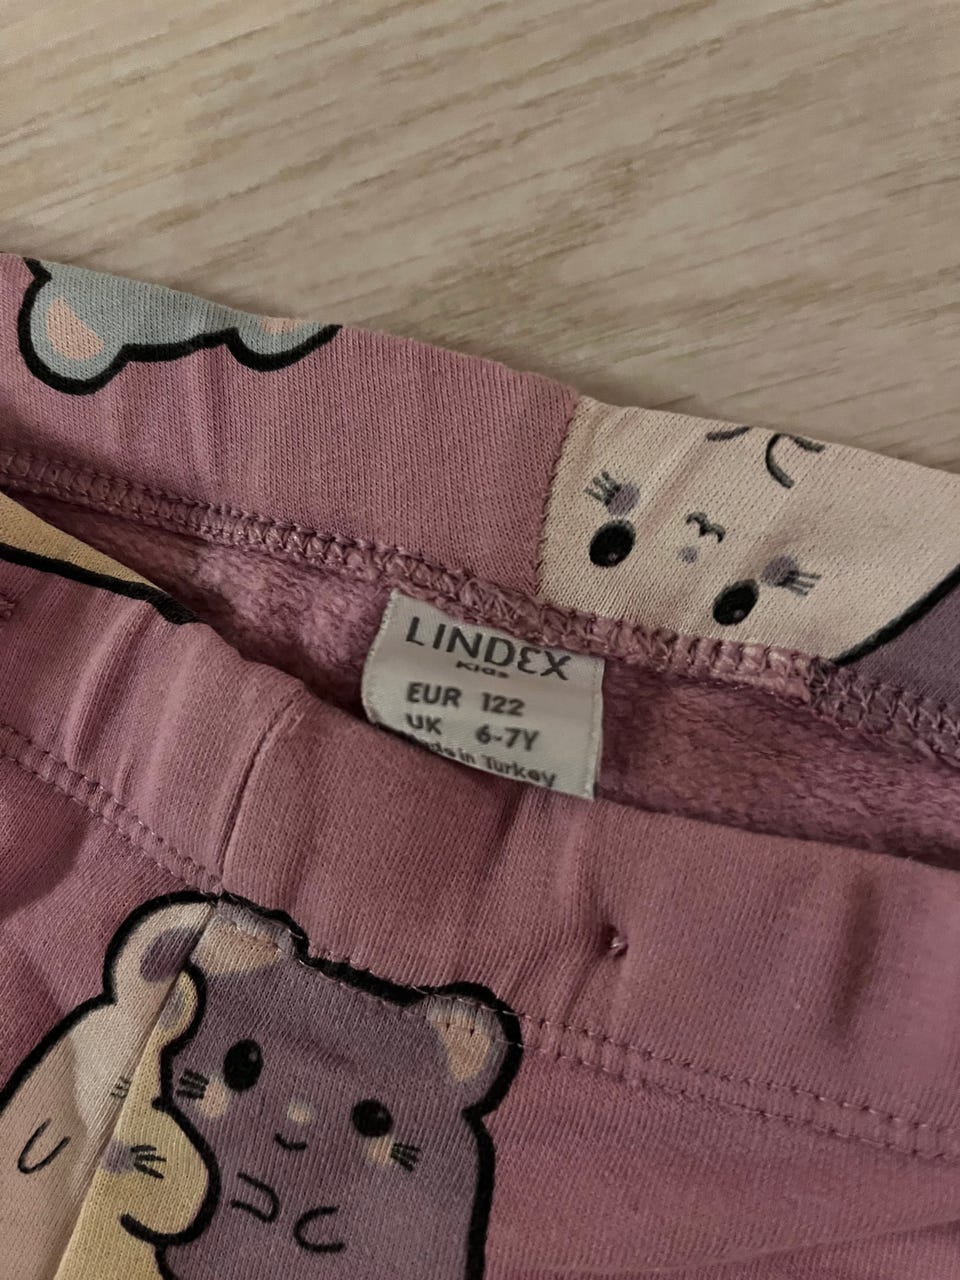 LINDEX
Kids
EUR 122
UK 6-7Y
Made in Turkey